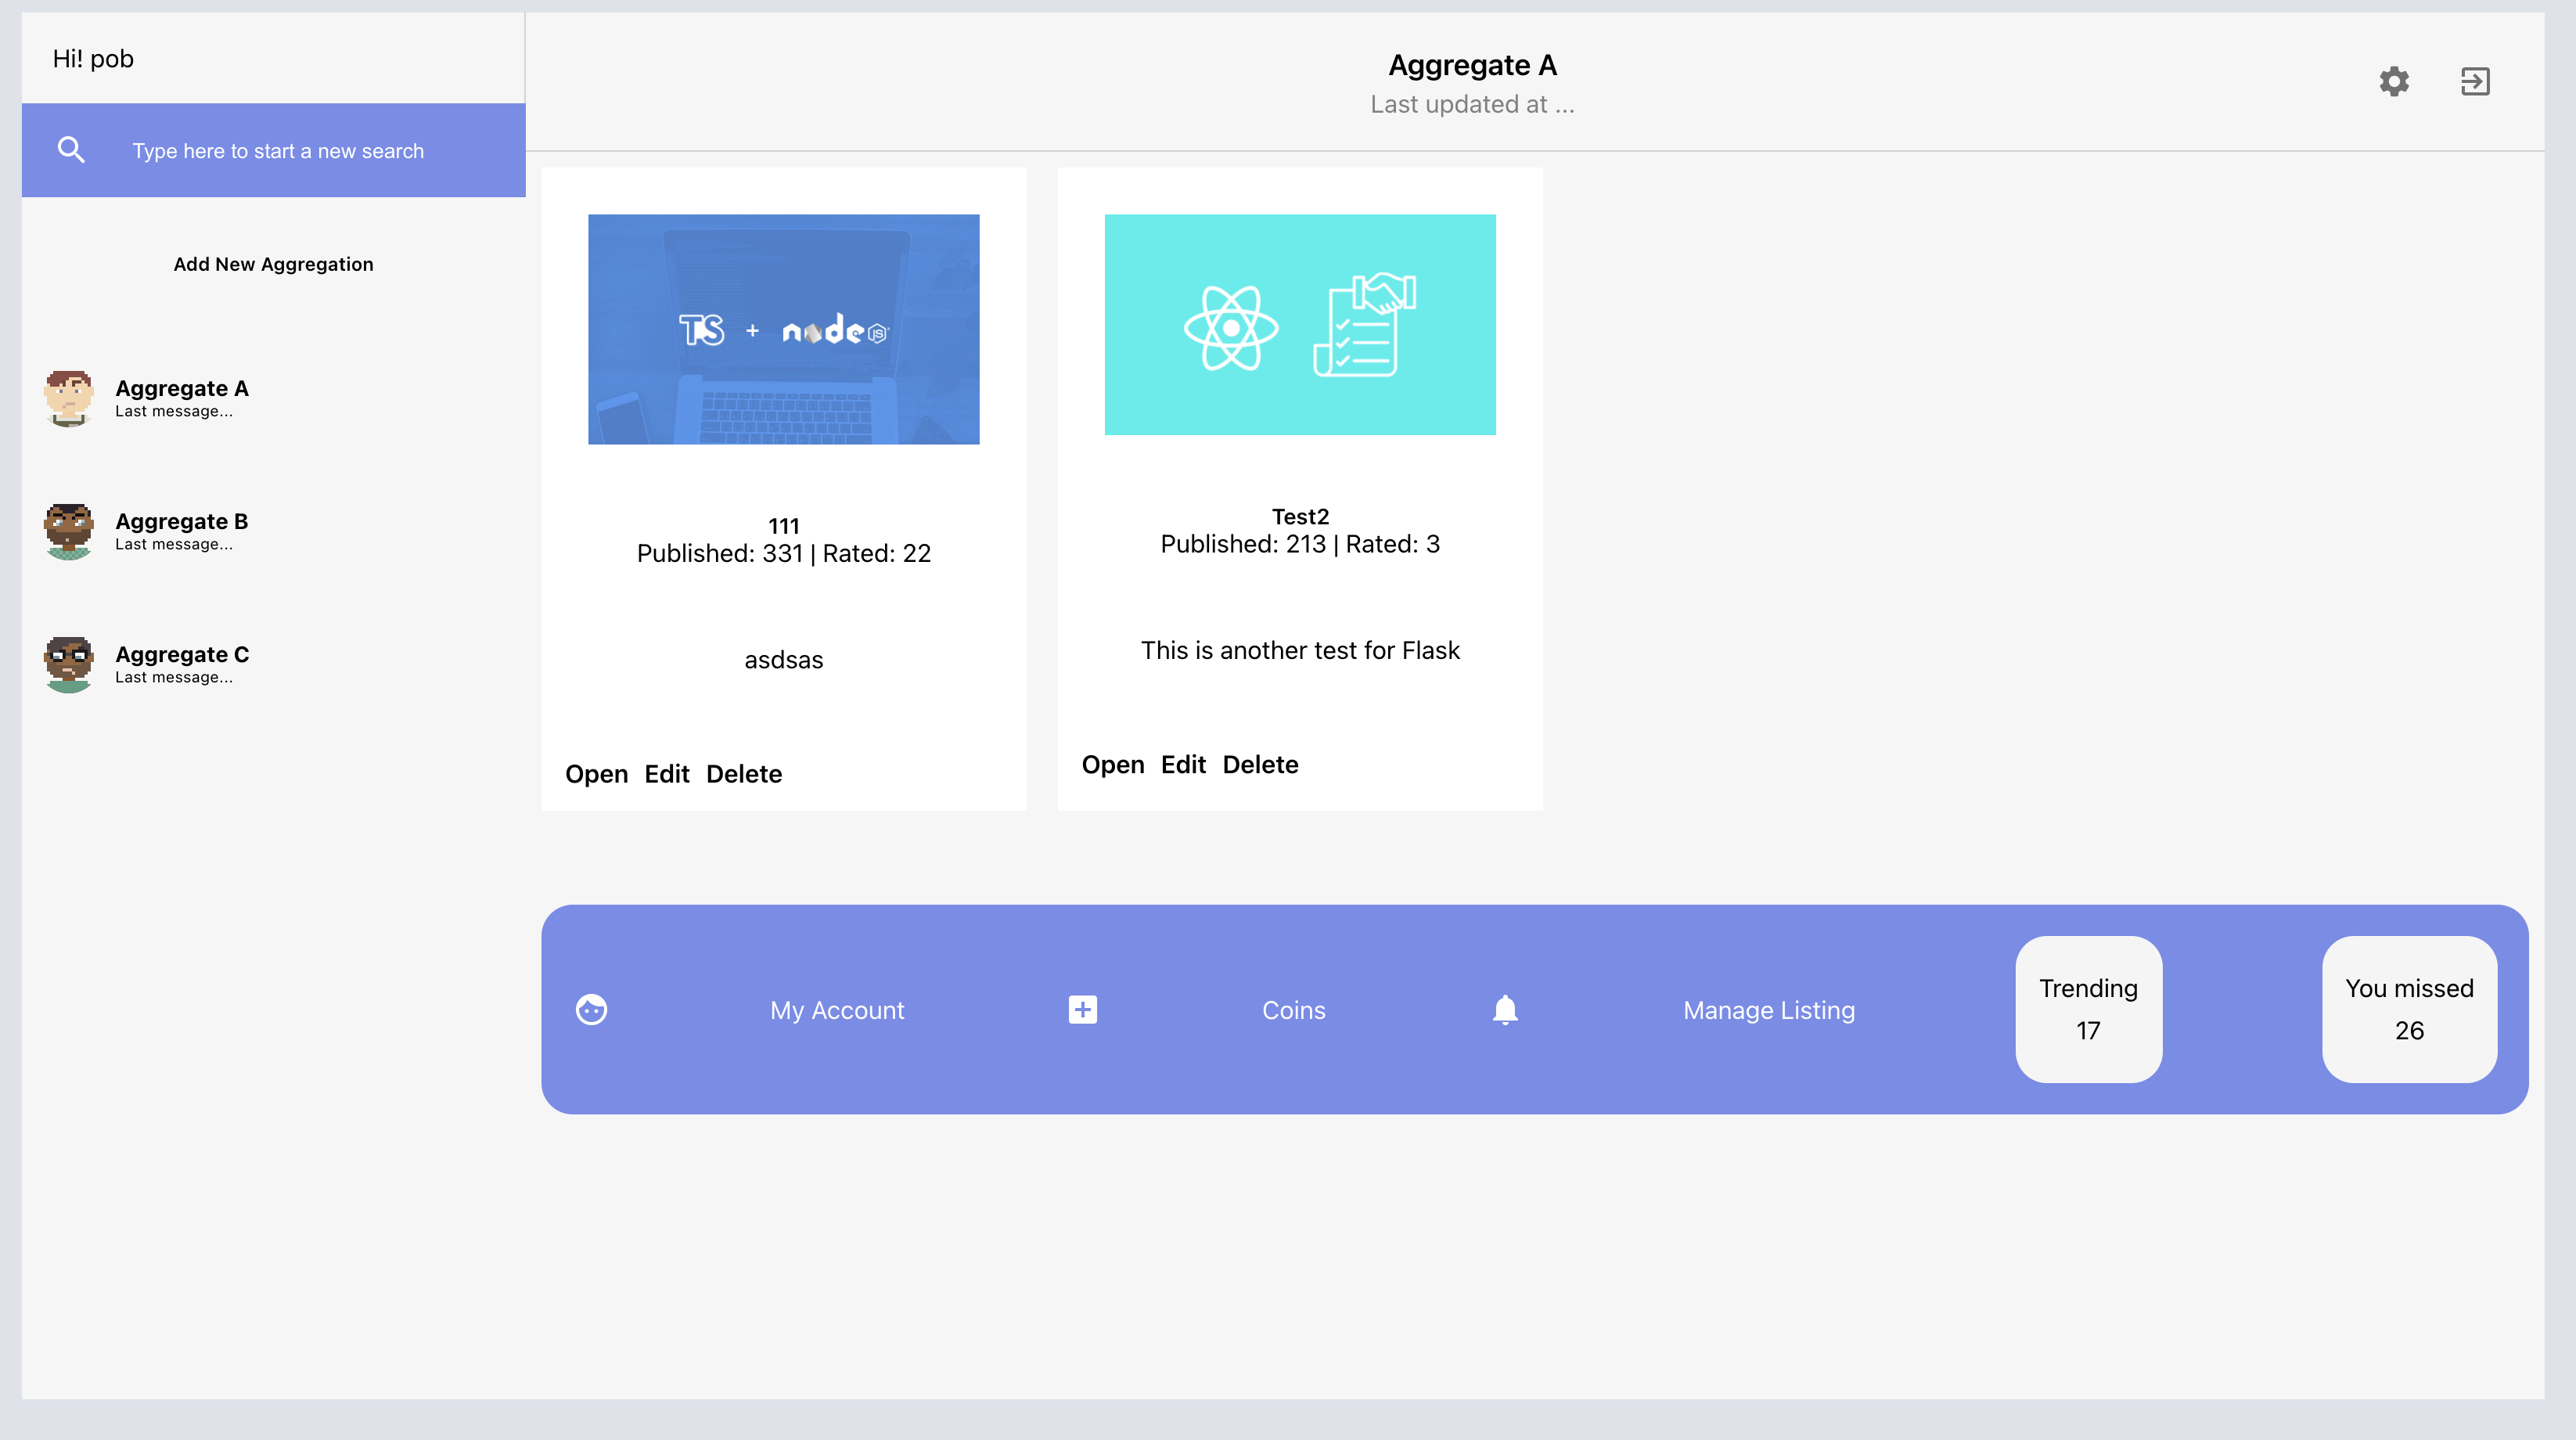 Hi! pob
Type here to start a new search
Add New Aggregation
Aggregate A
Last message...
Aggregate B
Last message...
Aggregate C
Last message...
Aggregate A
Last updated at ...
TS + node JS
111
Published: 331 | Rated: 22
asdsas
Open Edit Delete
Test2
Published: 213 | Rated: 3
This is another test for Flask
Open Edit Delete
My Account
Coins
Manage Listing
Trending
17
You missed
26